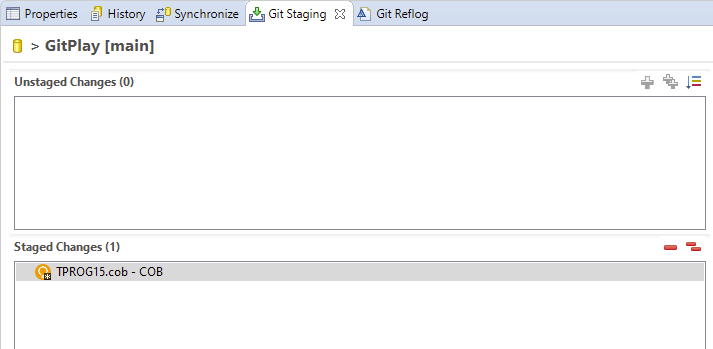 Properties History Synchronize Git Staging Git Reflog
> GitPlay [main]
Unstaged Changes (0)
Staged Changes (1)
TPROG15.cob - COB